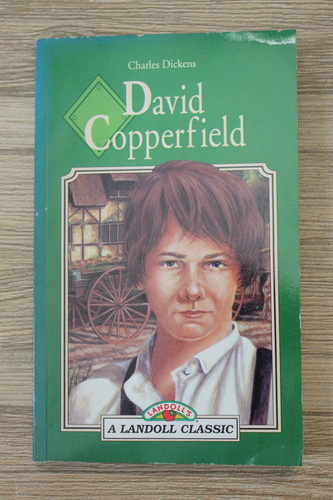 Charles Dickens
David
Copperfield
LANDOLL'S
A LANDOLL CLASSIC